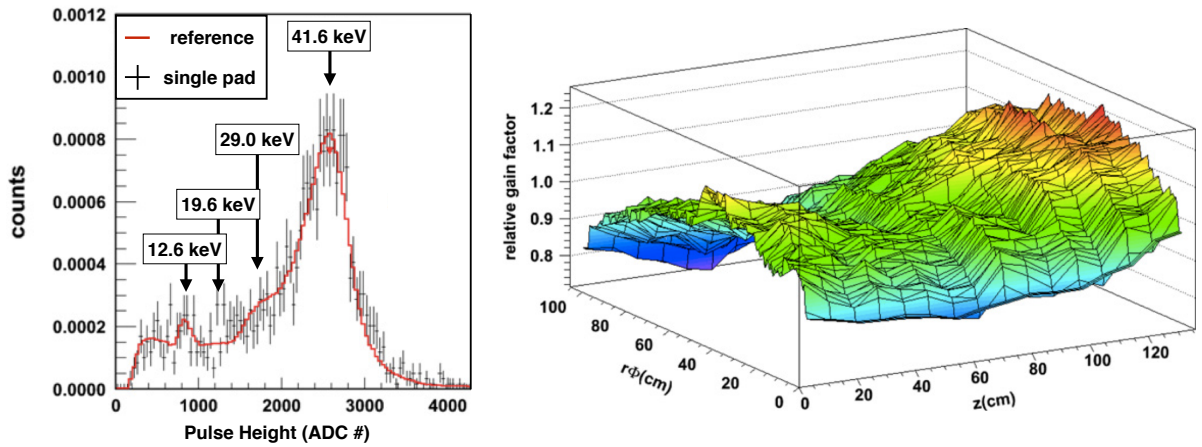 0.0012
0.0010
0.0008
0.0006
0.0004
0.0002
0.0000
counts
reference
single pad
41.6 keV
29.0 keV
19.6 keV
12.6 keV
0
1000
2000
3000
4000
Pulse Height (ADC #)
relative gain factor
1.2
1.1
1.0
0.9
0.8
100
80
60
40
20
0
rΦ(cm)
0
20
40
60
80
100
120
z(cm)